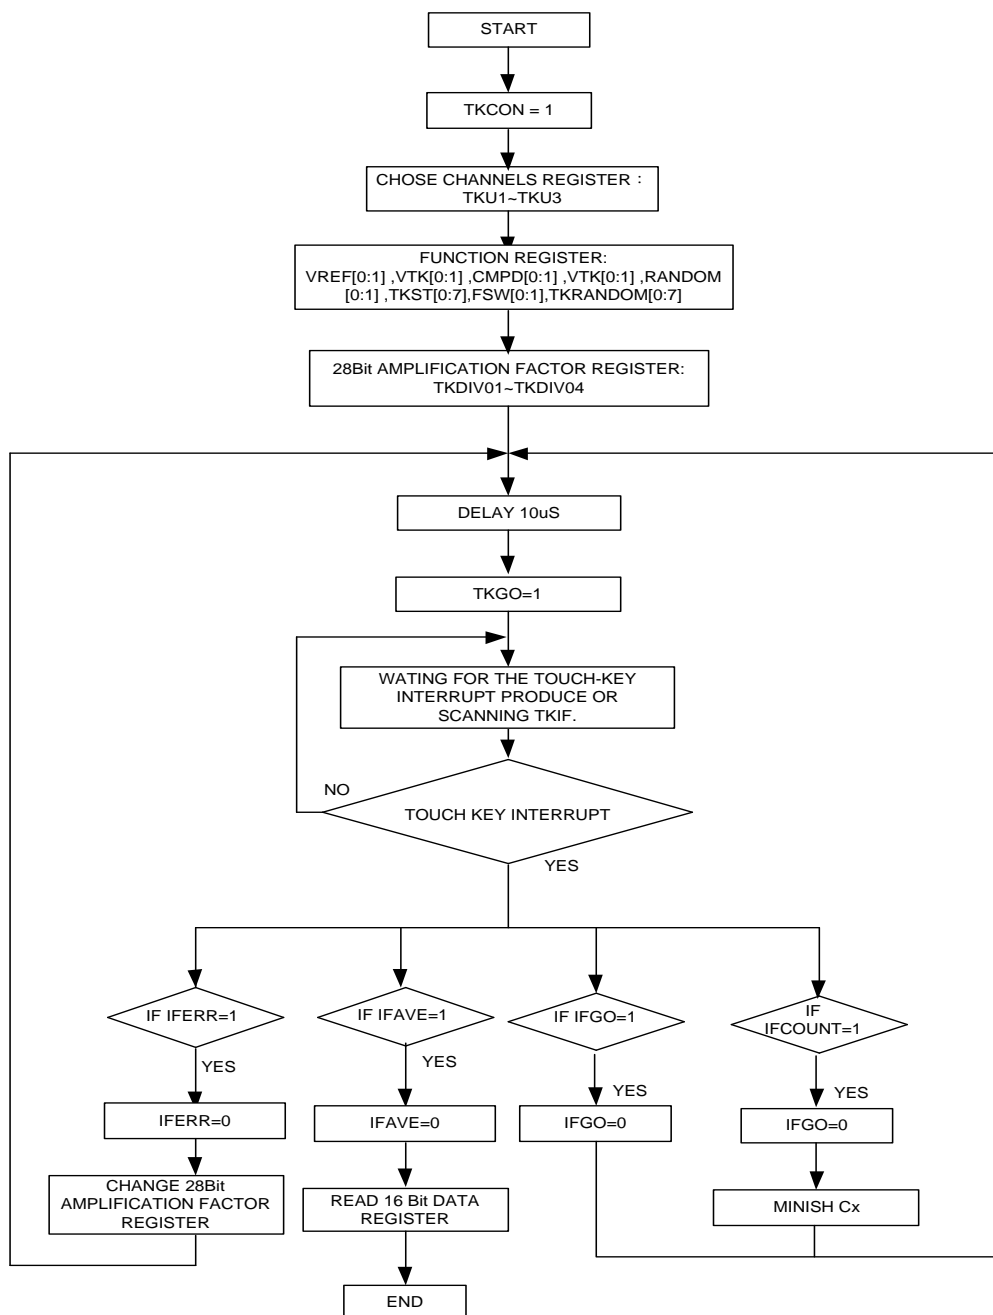 START
TKCON = 1
CHOSE CHANNELS REGISTER：
TKU1~TKU3
FUNCTION REGISTER:
VREF[0:1] ,VTK[0:1] ,CMPD[0:1] ,VTK[0:1] ,RANDOM
[0:1] ,TKST[0:7],FSW[0:1],TKRANDOM[0:7]
28Bit AMPLIFICATION FACTOR REGISTER:
TKDIV01~TKDIV04
DELAY 10uS
TKGO=1
WATING FOR THE TOUCH-KEY
INTERRUPT PRODUCE OR
SCANNING TKIF.
NO
TOUCH KEY INTERRUPT
YES
IF IFERR=1
IF IFAVE=1
IF IFGO=1
IF
IFCOUNT=1
YES
YES
YES
YES
IFERR=0
IFAVE=0
IFGO=0
IFGO=0
CHANGE 28Bit
AMPLIFICATION FACTOR
REGISTER
READ 16 Bit DATA
REGISTER
MINISH Cx
END